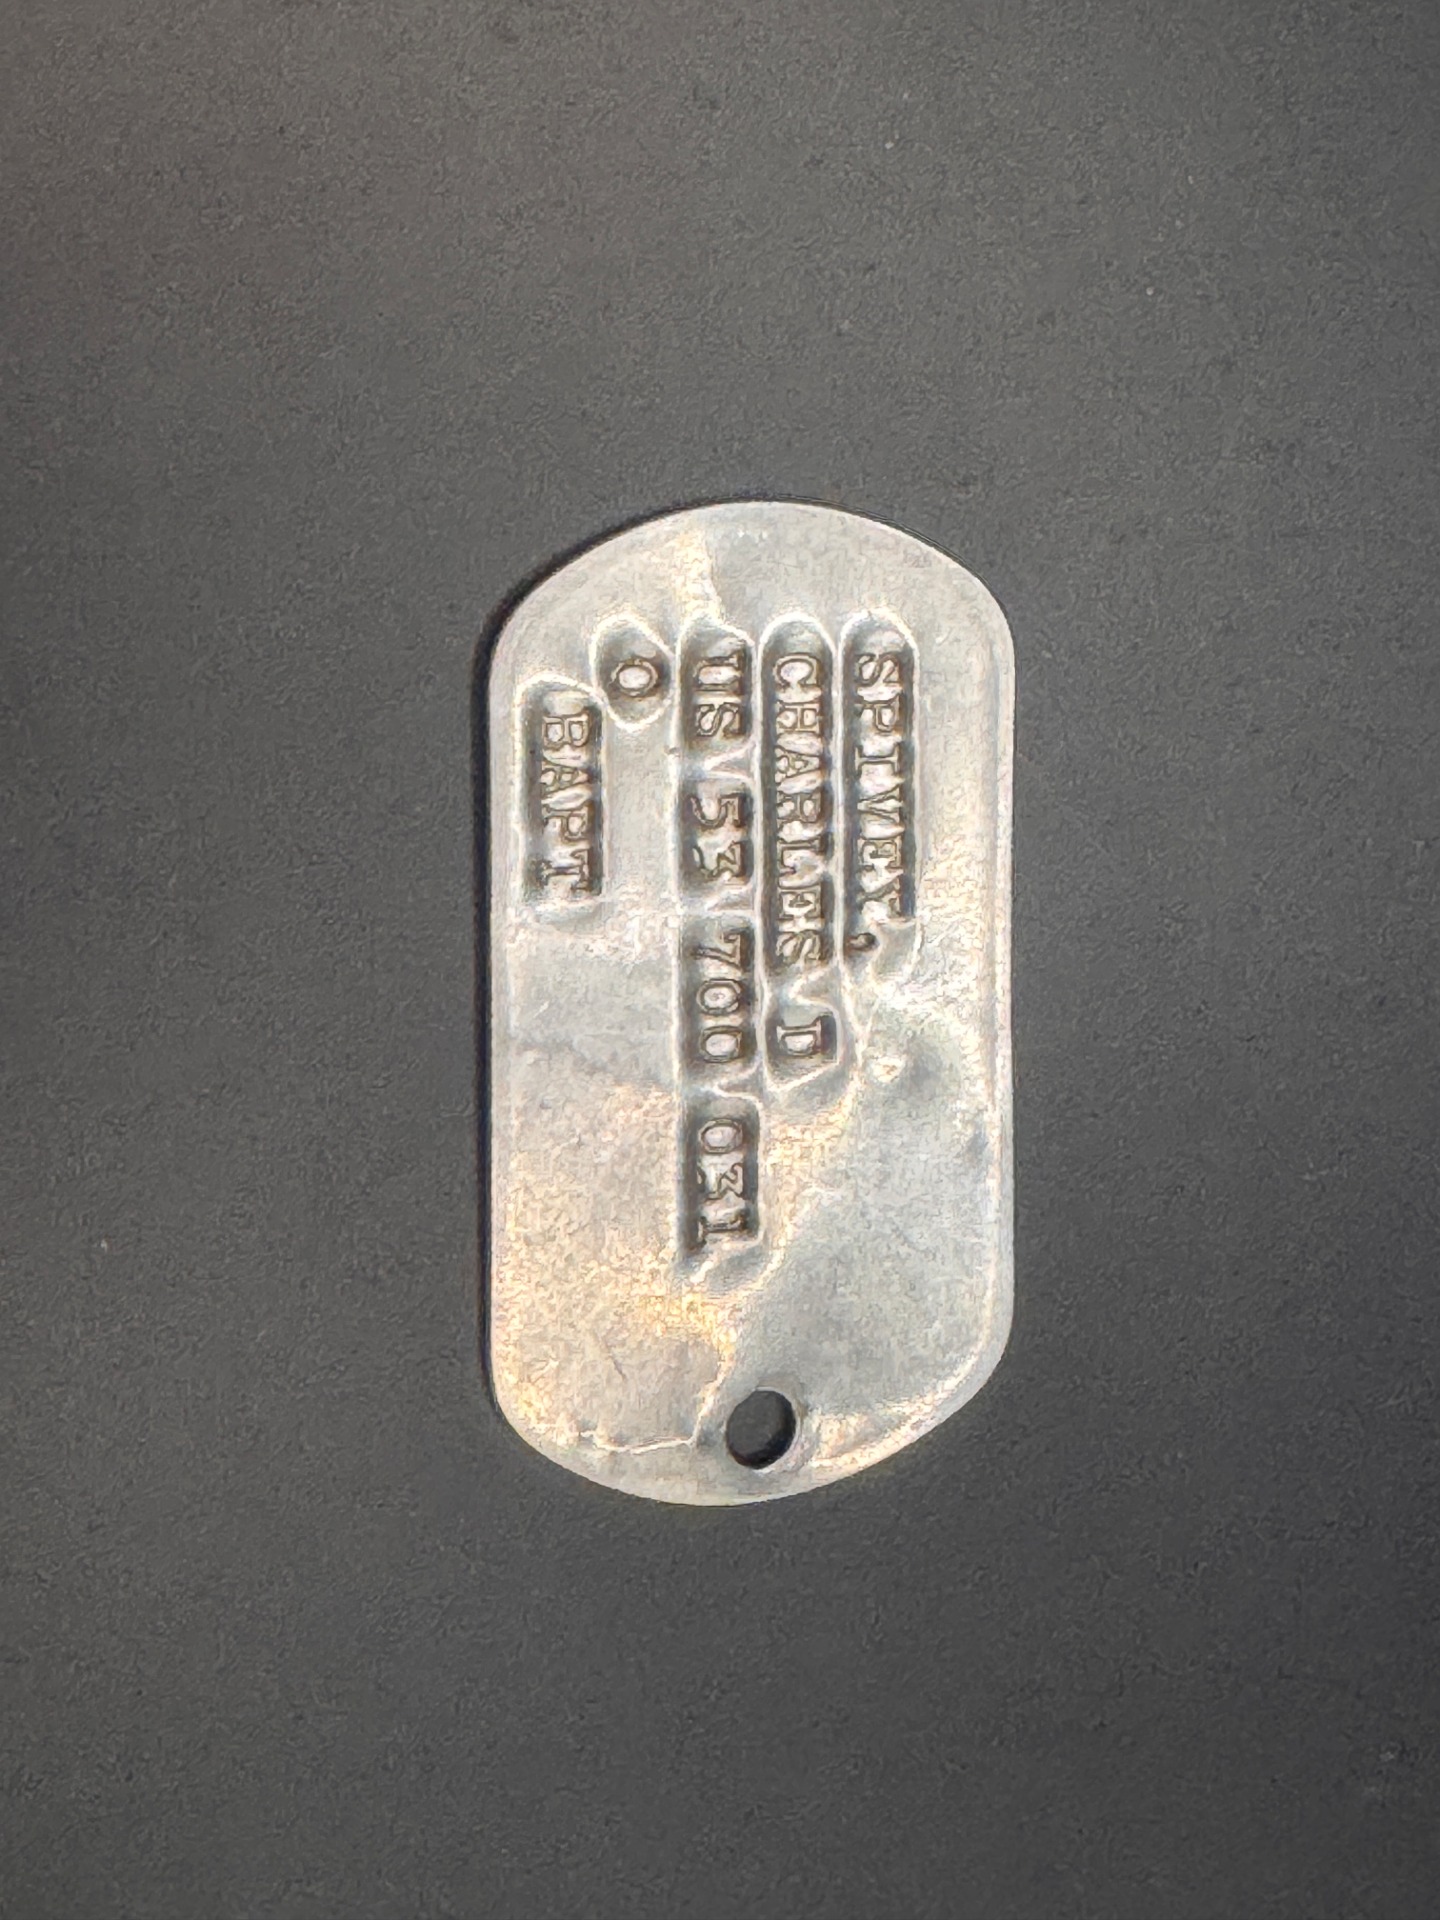 SPIVEY,
CHARLES D
US 53 700 031
O
BAPT